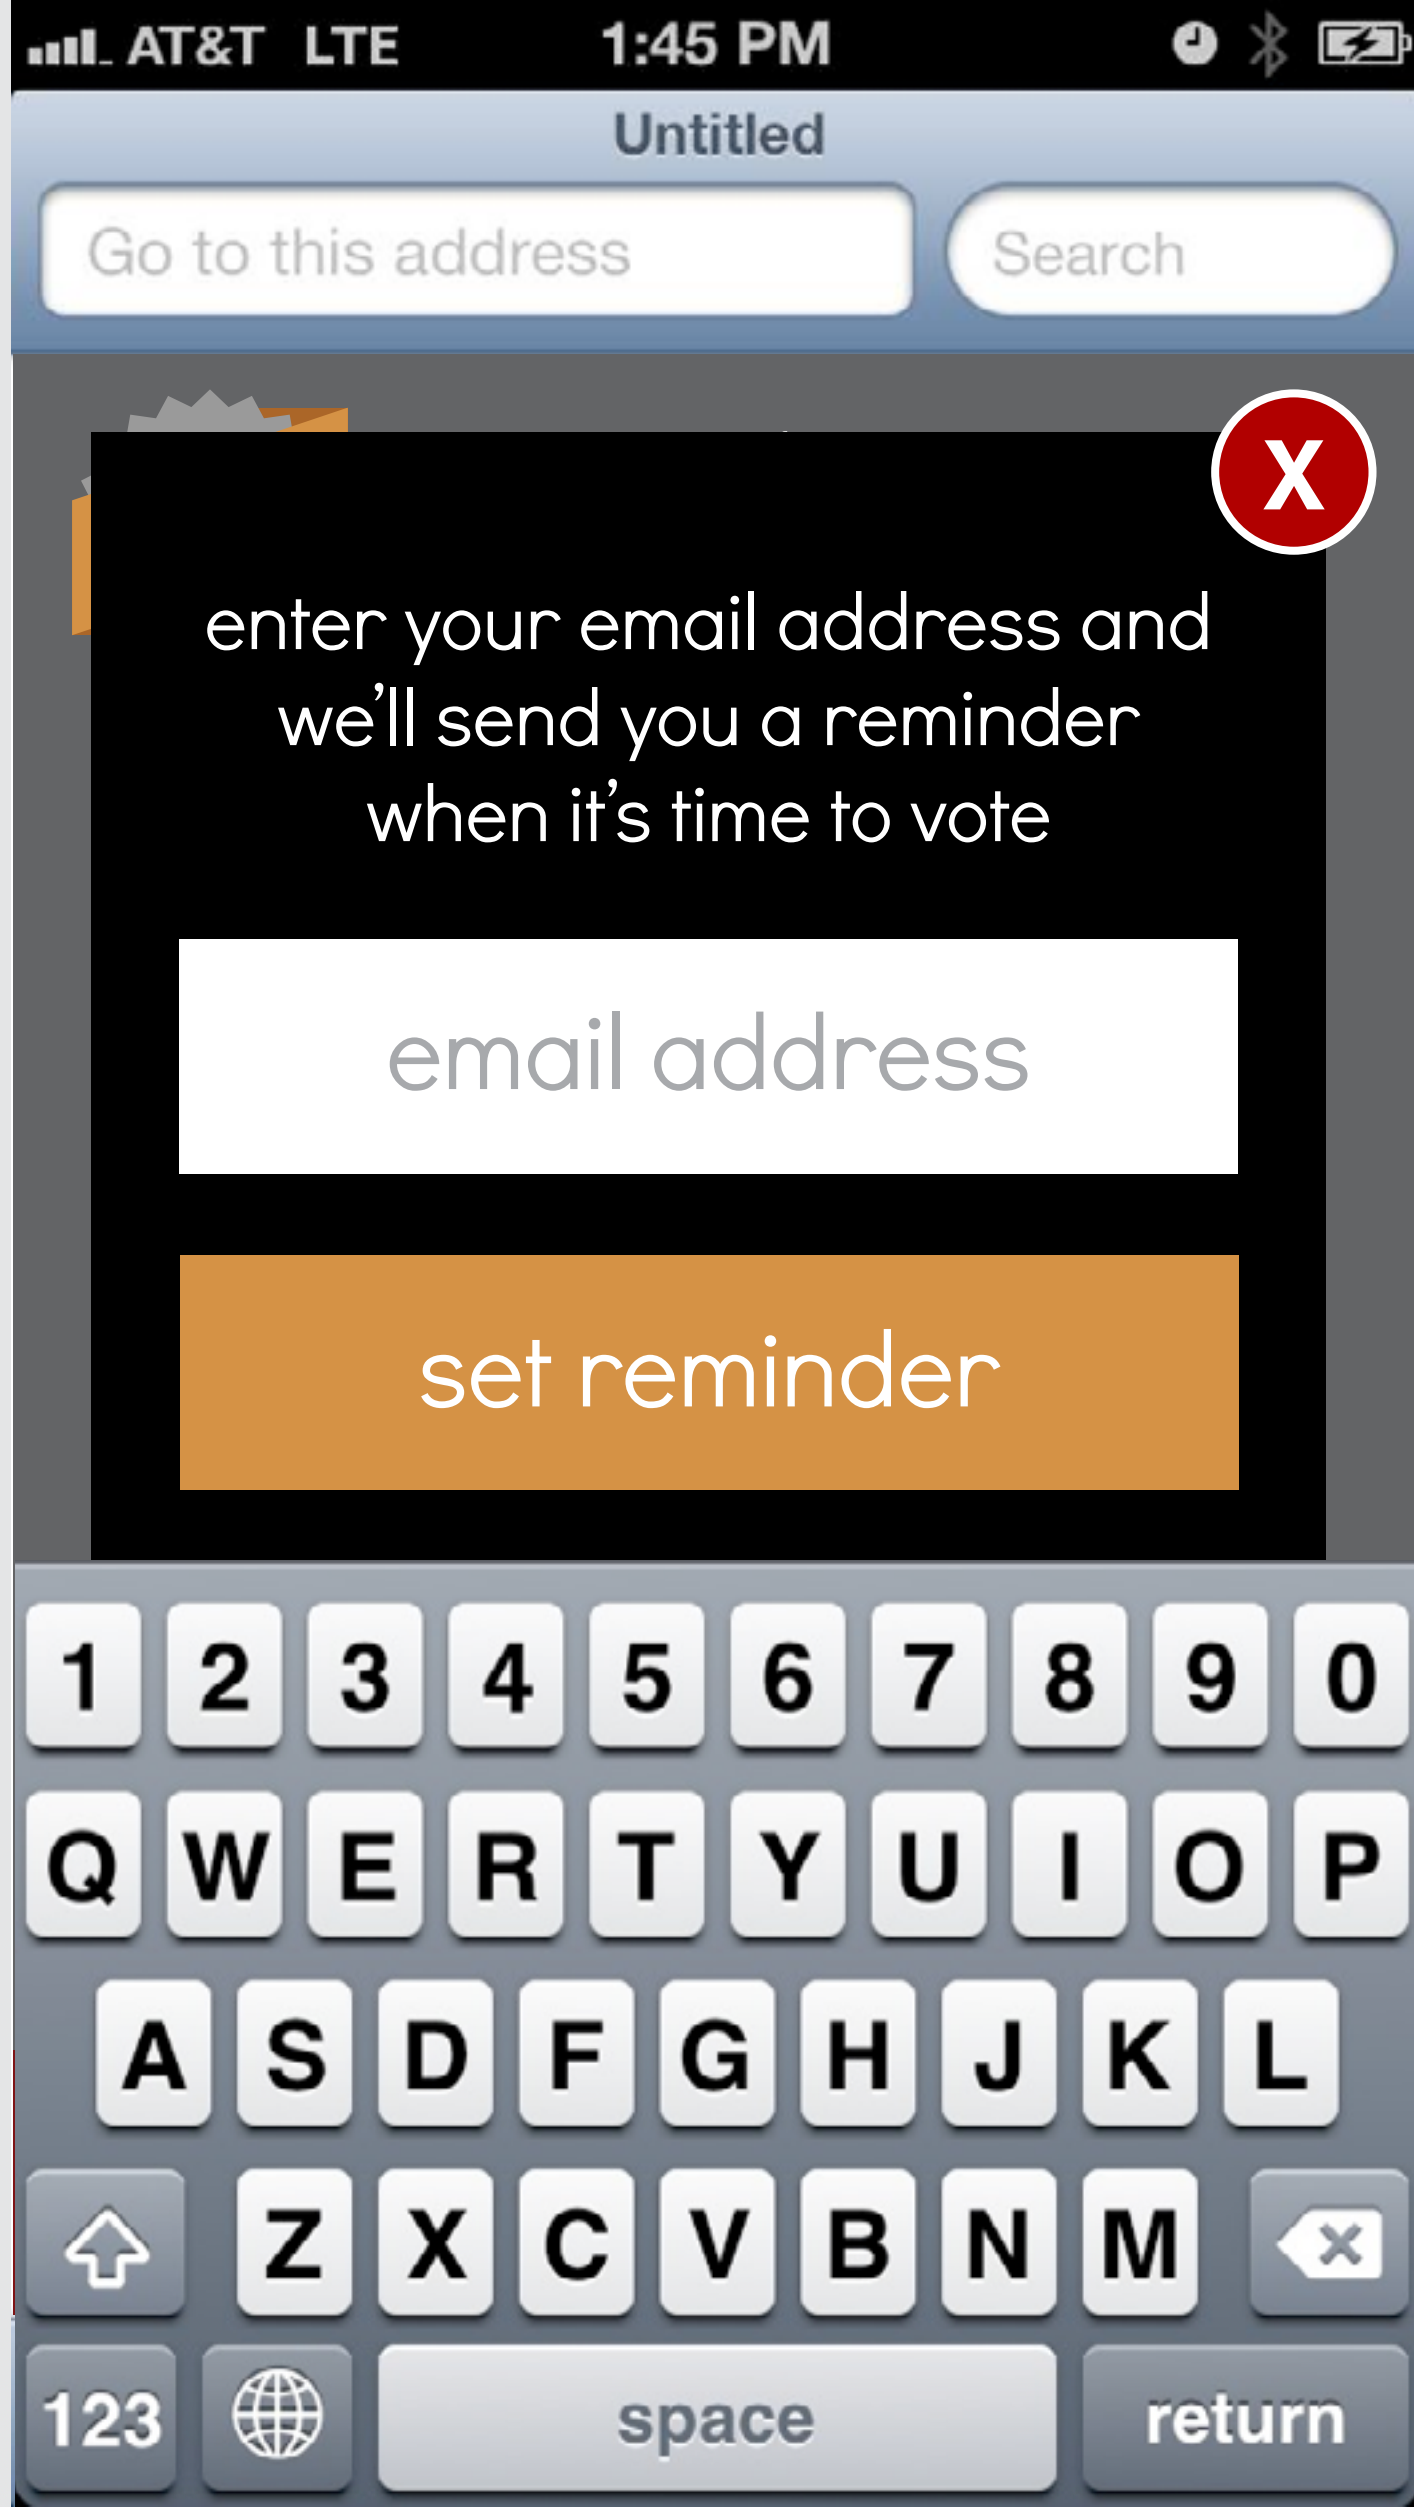 AT&T LTE 1:45 PM
Untitled
Go to this address Search
X
enter your email address and
we'll send you a reminder
when it's time to vote
email address
set reminder
1 2 3 4 5 6 7 8 9 0
Q W E R T Y U I O P
A S D F G H J K L
Z X C V B N M
123 space return